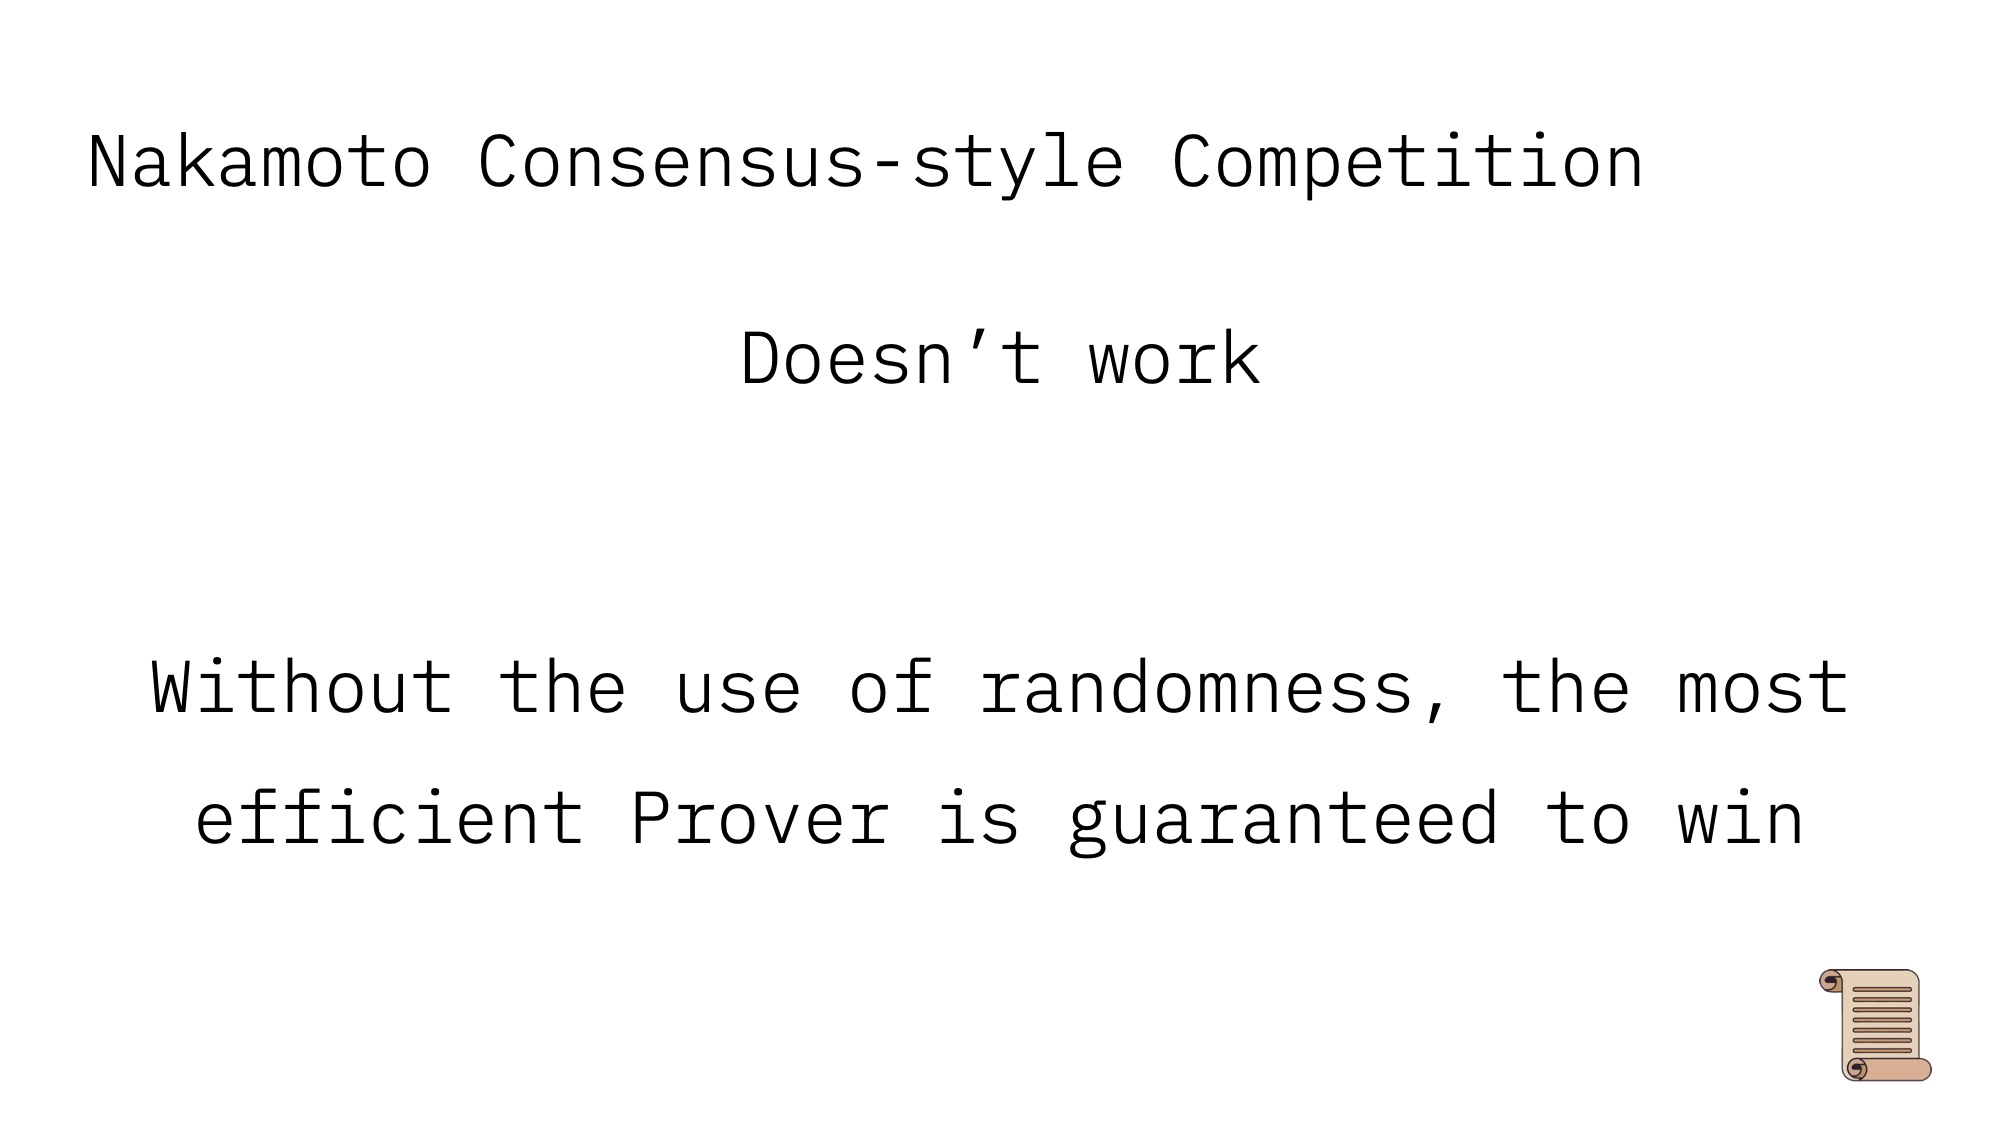 Nakamoto Consensus-style Competition
Doesn’t work
Without the use of randomness, the most
efficient Prover is guaranteed to win